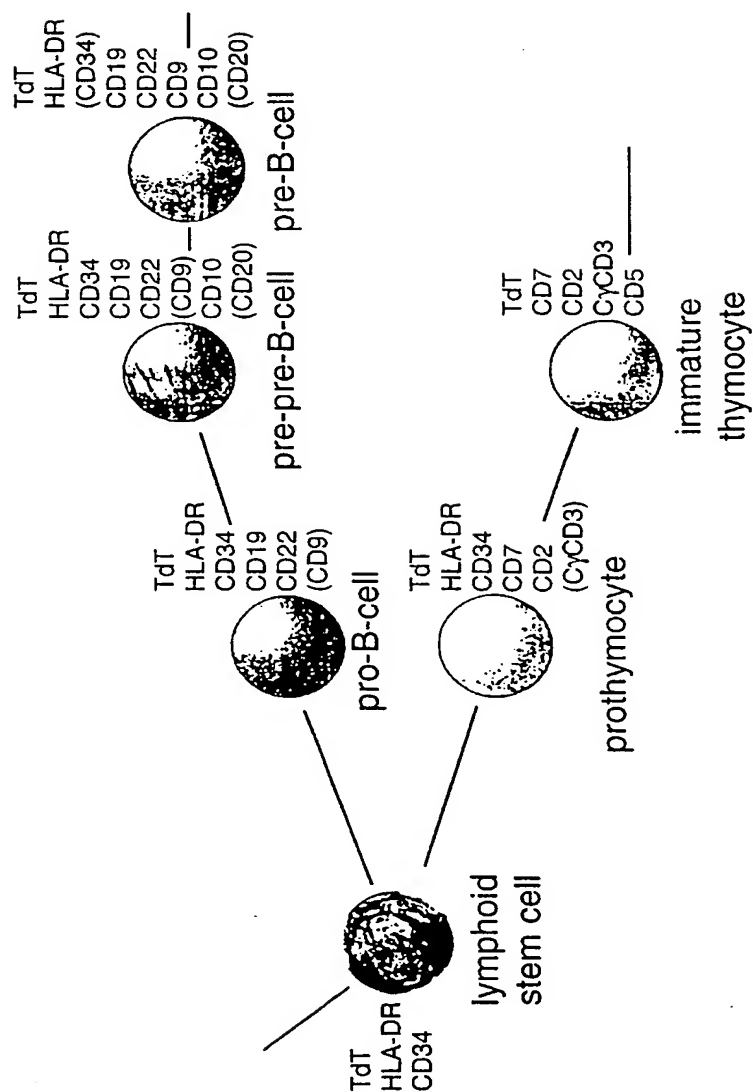 TdT
HLA-DR
CD34
lymphoid
stem cell
TdT
HLA-DR
CD34
CD19
CD22
(CD9)
pro-B-cell
TdT
HLA-DR
CD34
CD19
CD22
(CD9)
CD10
(CD20)
pre-pre-B-cell
TdT
HLA-DR
(CD34)
CD19
CD22
CD9
CD10
(CD20)
pre-B-cell
TdT
HLA-DR
CD34
CD7
CD2
(CγCD3)
prothymocyte
TdT
CD7
CD2
CγCD3
CD5
immature
thymocyte